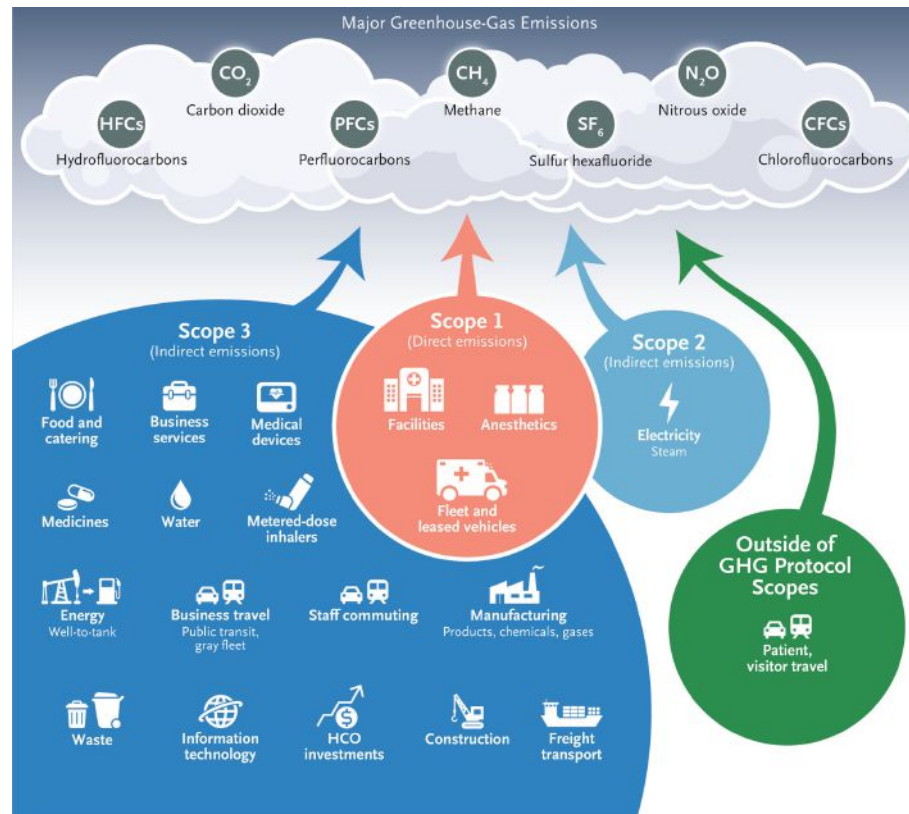 Major Greenhouse-Gas Emissions
CO₂
Carbon dioxide
CH₄
Methane
N₂O
Nitrous oxide
HFCs
Hydrofluorocarbons
PFCs
Perfluorocarbons
SF₆
Sulfur hexafluoride
CFCs
Chlorofluorocarbons
Scope 3
(Indirect emissions)
Food and
catering
Business
services
Medical
devices
Medicines
Water
Metered-dose
inhalers
Energy
Well-to-tank
Business travel
Public transit,
gray fleet
Staff commuting
Manufacturing
Products, chemicals, gases
Waste
Information
technology
$
HCO
investments
Construction
Freight
transport
Scope 1
(Direct emissions)
Facilities
Anesthetics
Fleet and
leased vehicles
Scope 2
(Indirect emissions)
Electricity
Steam
Outside of
GHG Protocol
Scopes
Patient,
visitor travel